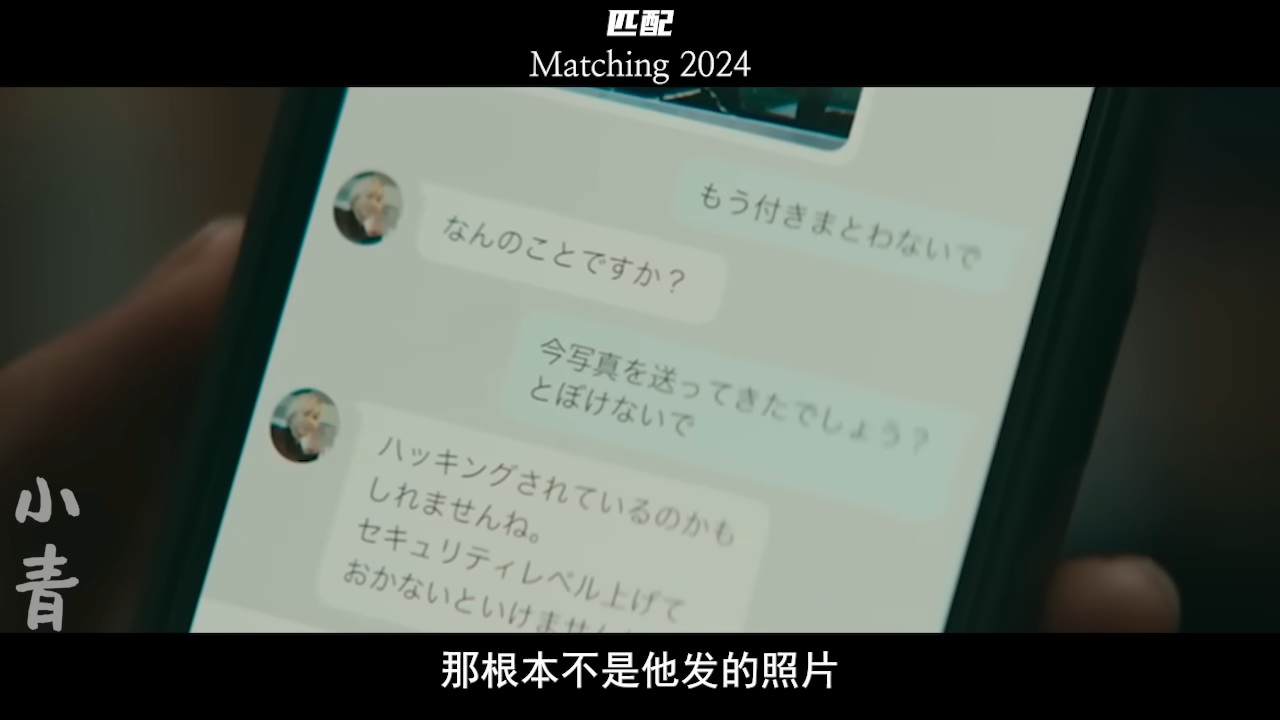 匹配
Matching 2024
もう付きまとわないで
なんのことですか？
今写真を送ってきたでしょう？
とぼけないで
ハッキングされているのかも
しれませんね。
セキュリティレベル上げて
おかないといけません
小青
那根本不是他发的照片